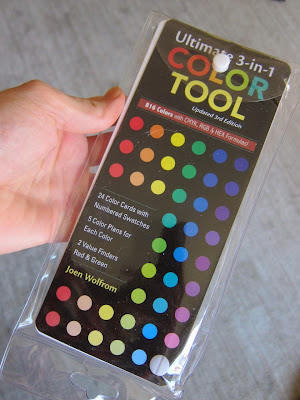 Ultimate 3-in-1
COLOR
TOOL
Updated 3rd Edition
816 Colors with CMYK, RGB & HEX Formulas!
24 Color Cards with
Numbered Swatches
5 Color Plans for
Each Color
2 Value Finders
Red & Green
Joen Wolfrom